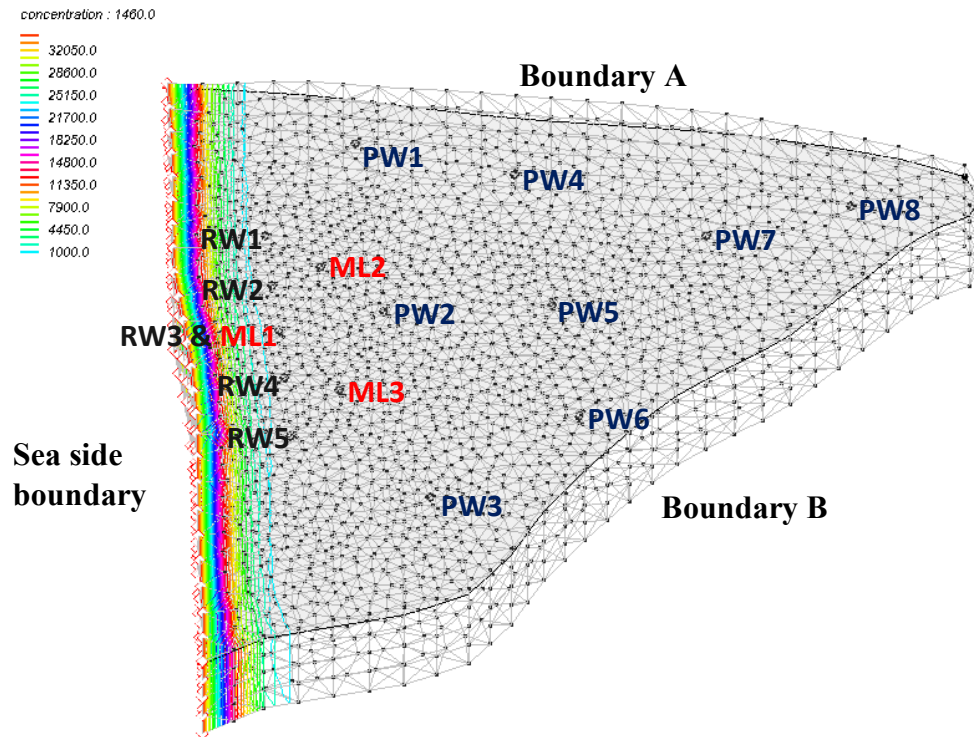 concentration : 1460.0
32050.0
28600.0
25150.0
21700.0
18250.0
14800.0
11350.0
7900.0
4450.0
1000.0
Boundary A
PW1
PW4
PW8
RW1
PW7
ML2
RW2
PW2
PW5
RW3 & ML1
RW4
ML3
PW6
RW5
Sea side
boundary
PW3
Boundary B